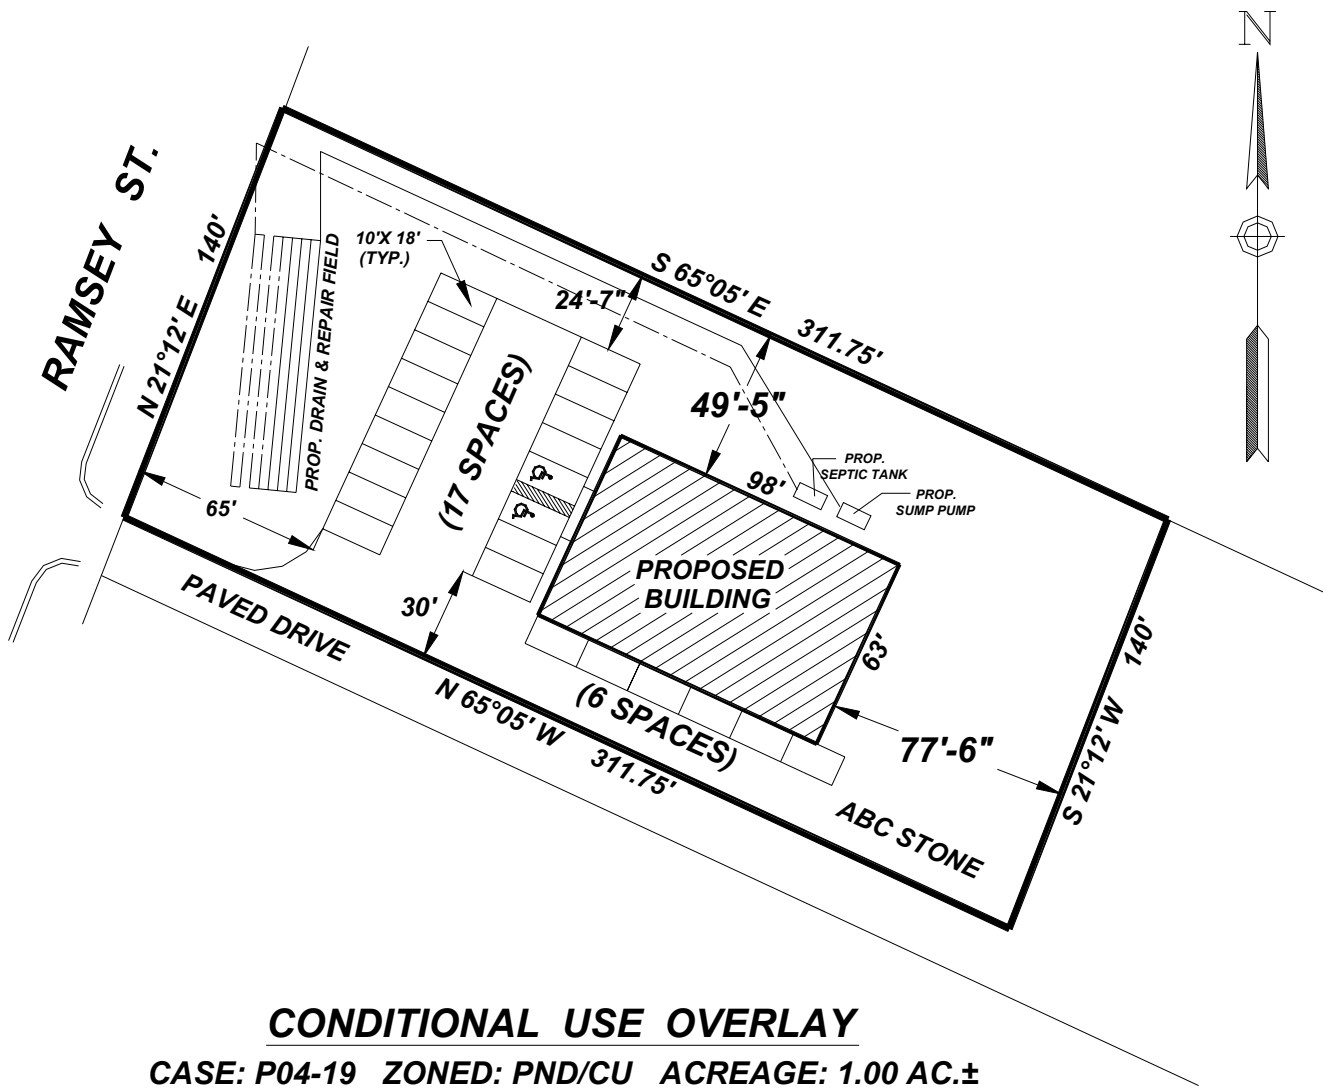 N
RAMSEY ST.
N 21°12' E 140'
10'X 18'
(TYP.)
PROP. DRAIN & REPAIR FIELD
S 65°05' E 311.75'
24'-7"
49'-5"
(17 SPACES)
98'
PROP.
SEPTIC TANK
PROP.
SUMP PUMP
65'
PROPOSED
BUILDING
30'
63'
PAVED DRIVE
N 65°05' W 311.75'
(6 SPACES)
77'-6"
S 21°12' W 140'
ABC STONE
CONDITIONAL USE OVERLAY
CASE: P04-19 ZONED: PND/CU ACREAGE: 1.00 AC.±